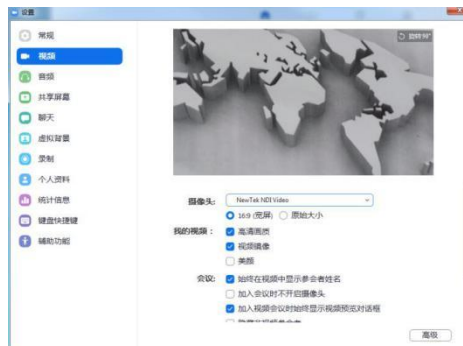 设置
常规
视频
音频
共享屏幕
聊天
虚拟背景
录制
个人资料
统计信息
键盘快捷键
辅助功能
旋转90°
摄像头: NewTek NDI Video
16:9 (宽屏) 原始大小
我的视频： 高清画质
视频镜像
美颜
会议: 始终在视频中显示参会者姓名
加入会议时不开启摄像头
加入视频会议时始终显示视频预览对话框
高级